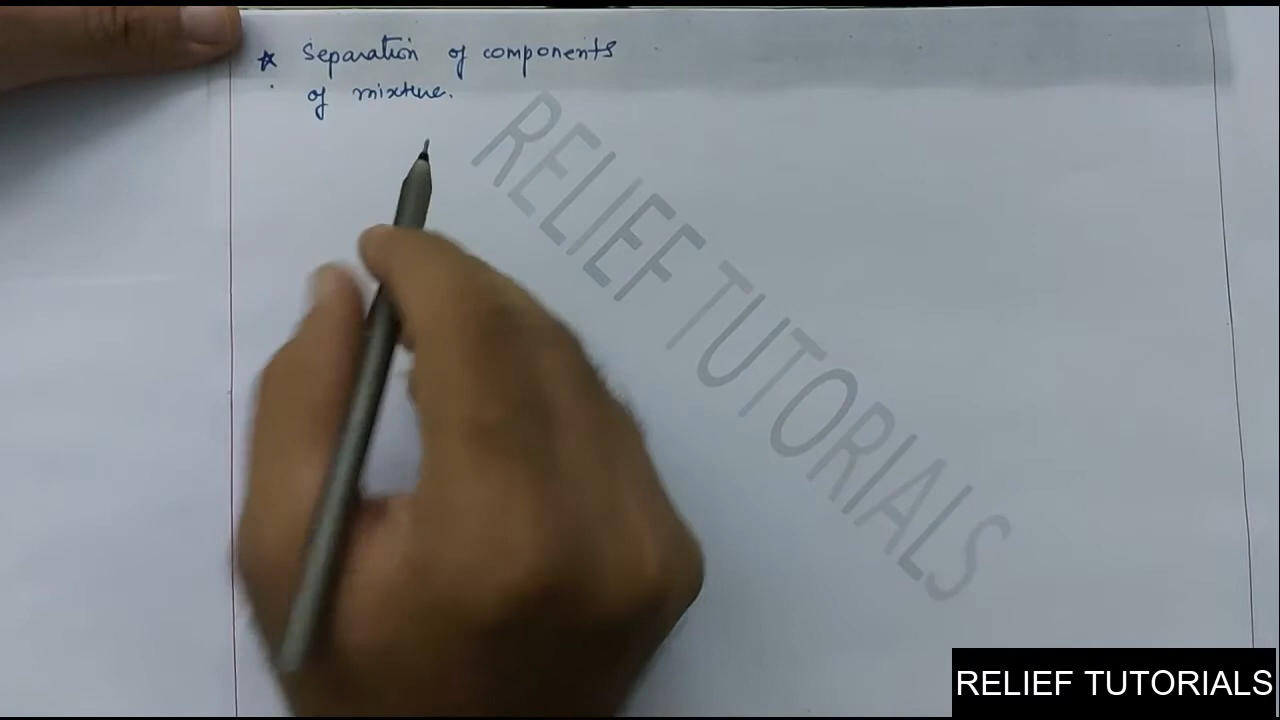 * Separation of components
of mixture.
RELIEF TUTORIALS
RELIEF TUTORIALS